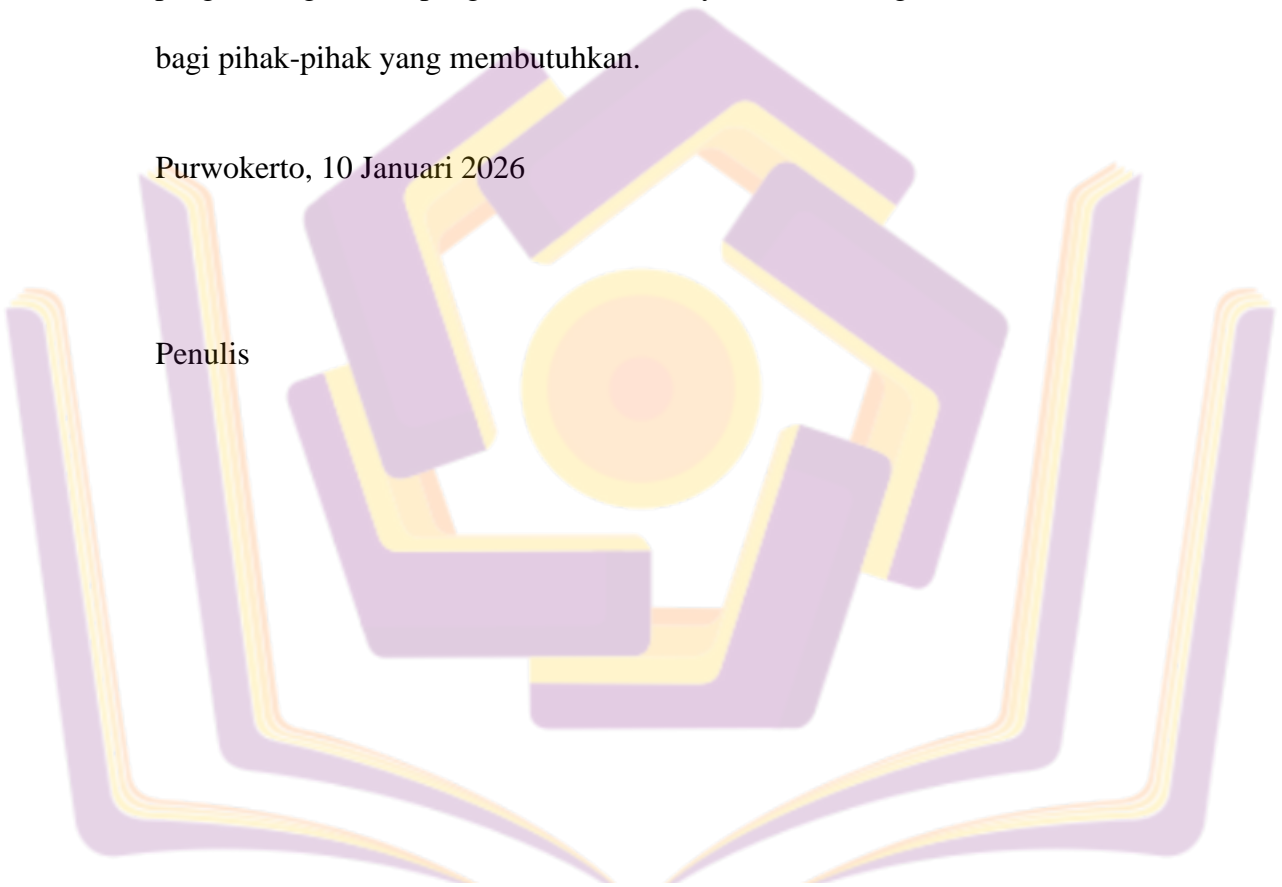 bagi pihak-pihak yang membutuhkan.
Purwokerto, 10 Januari 2026
Penulis